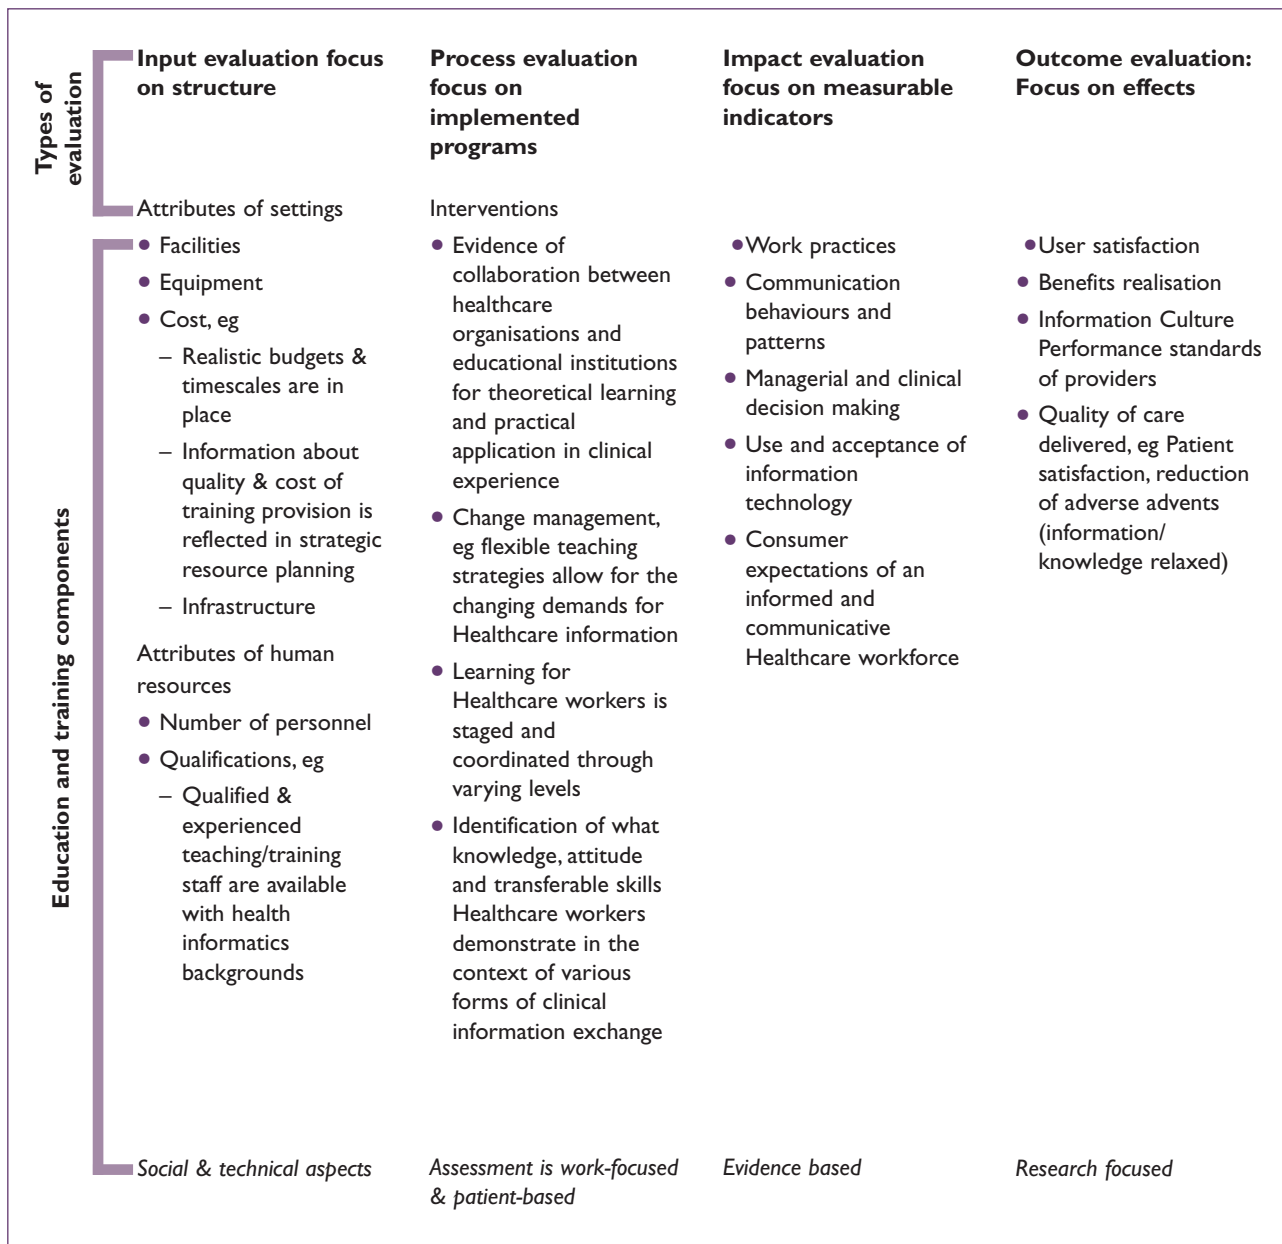 Types of
evaluation
Input evaluation focus
on structure
Attributes of settings
Process evaluation
focus on
implemented
programs
Interventions
Impact evaluation
focus on measurable
indicators
Outcome evaluation:
Focus on effects
Education and training components
• Facilities
• Equipment
• Cost, eg
– Realistic budgets &
timescales are in
place
– Information about
quality & cost of
training provision is
reflected in strategic
resource planning
– Infrastructure
Attributes of human
resources
• Number of personnel
• Qualifications, eg
– Qualified &
experienced
teaching/training
staff are available
with health
informatics
backgrounds
Social & technical aspects
• Evidence of
collaboration between
healthcare
organisations and
educational institutions
for theoretical learning
and practical
application in clinical
experience
• Change management,
eg flexible teaching
strategies allow for the
changing demands for
Healthcare information
• Learning for
Healthcare workers is
staged and
coordinated through
varying levels
• Identification of what
knowledge, attitude
and transferable skills
Healthcare workers
demonstrate in the
context of various
forms of clinical
information exchange
Assessment is work-focused
& patient-based
• Work practices
• Communication
behaviours and
patterns
• Managerial and clinical
decision making
• Use and acceptance of
information
technology
• Consumer
expectations of an
informed and
communicative
Healthcare workforce
Evidence based
• User satisfaction
• Benefits realisation
• Information Culture
Performance standards
of providers
• Quality of care
delivered, eg Patient
satisfaction, reduction
of adverse advents
(information/
knowledge relaxed)
Research focused